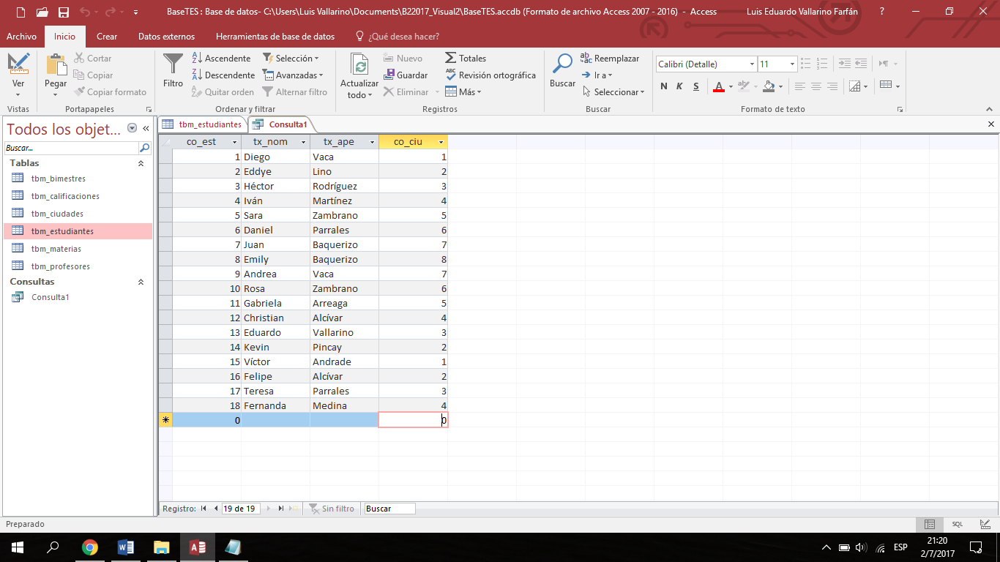 BaseTES : Base de datos- C:\Users\Luis Vallarino\Documents\B22017_Visual2\BaseTES.accdb (Formato de archivo Access 2007 - 2016) - Access Luis Eduardo Vallarino Farfán ?
Archivo Inicio Crear Datos externos Herramientas de base de datos ¿Qué desea hacer?
Ver
Vistas
Pegar
Cortar
Copiar
Copiar formato
Portapapeles
Filtro
Ascendente
Descendente
Quitar orden
Selección
Avanzadas
Alternar filtro
Ordenar y filtrar
Actualizar
todo
Nuevo
Guardar
Eliminar
Totales
Revisión ortográfica
Más
Registros
Buscar
Reemplazar
Ir a
Seleccionar
Buscar
Calibri (Detalle) 11
N K S A
Formato de texto
Todos los objet...
Buscar...
Tablas
tbm_bimestres
tbm_calificaciones
tbm_ciudades
tbm_estudiantes
tbm_materias
tbm_profesores
Consultas
Consulta1
tbm_estudiantes Consulta1
co_est tx_nom tx_ape co_ciu
1 Diego Vaca 1
2 Eddye Lino 2
3 Héctor Rodríguez 3
4 Iván Martínez 4
5 Sara Zambrano 5
6 Daniel Parrales 6
7 Juan Baquerizo 7
8 Emily Baquerizo 8
9 Andrea Vaca 7
10 Rosa Zambrano 6
11 Gabriela Arreaga 5
12 Christian Alcívar 4
13 Eduardo Vallarino 3
14 Kevin Pincay 2
15 Víctor Andrade 1
16 Felipe Alcívar 2
17 Teresa Parrales 3
18 Fernanda Medina 4
0 0
Registro: 19 de 19 Sin filtro Buscar
Preparado SQL
ESP
21:20
2/7/2017